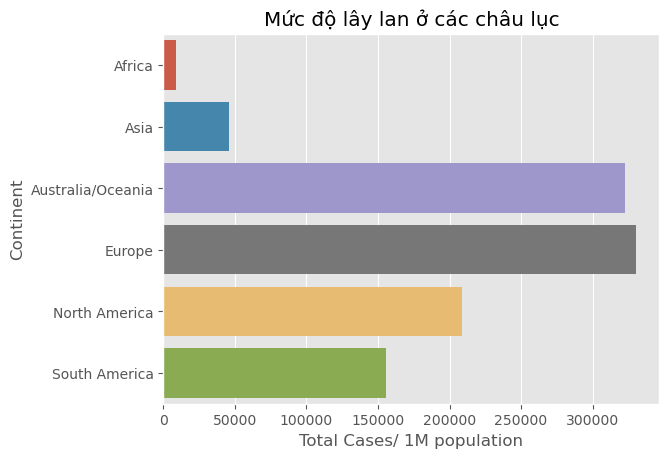 Mức độ lây lan ở các châu lục
Continent
Africa
Asia
Australia/Oceania
Europe
North America
South America
0 50000 100000 150000 200000 250000 300000
Total Cases/ 1M population